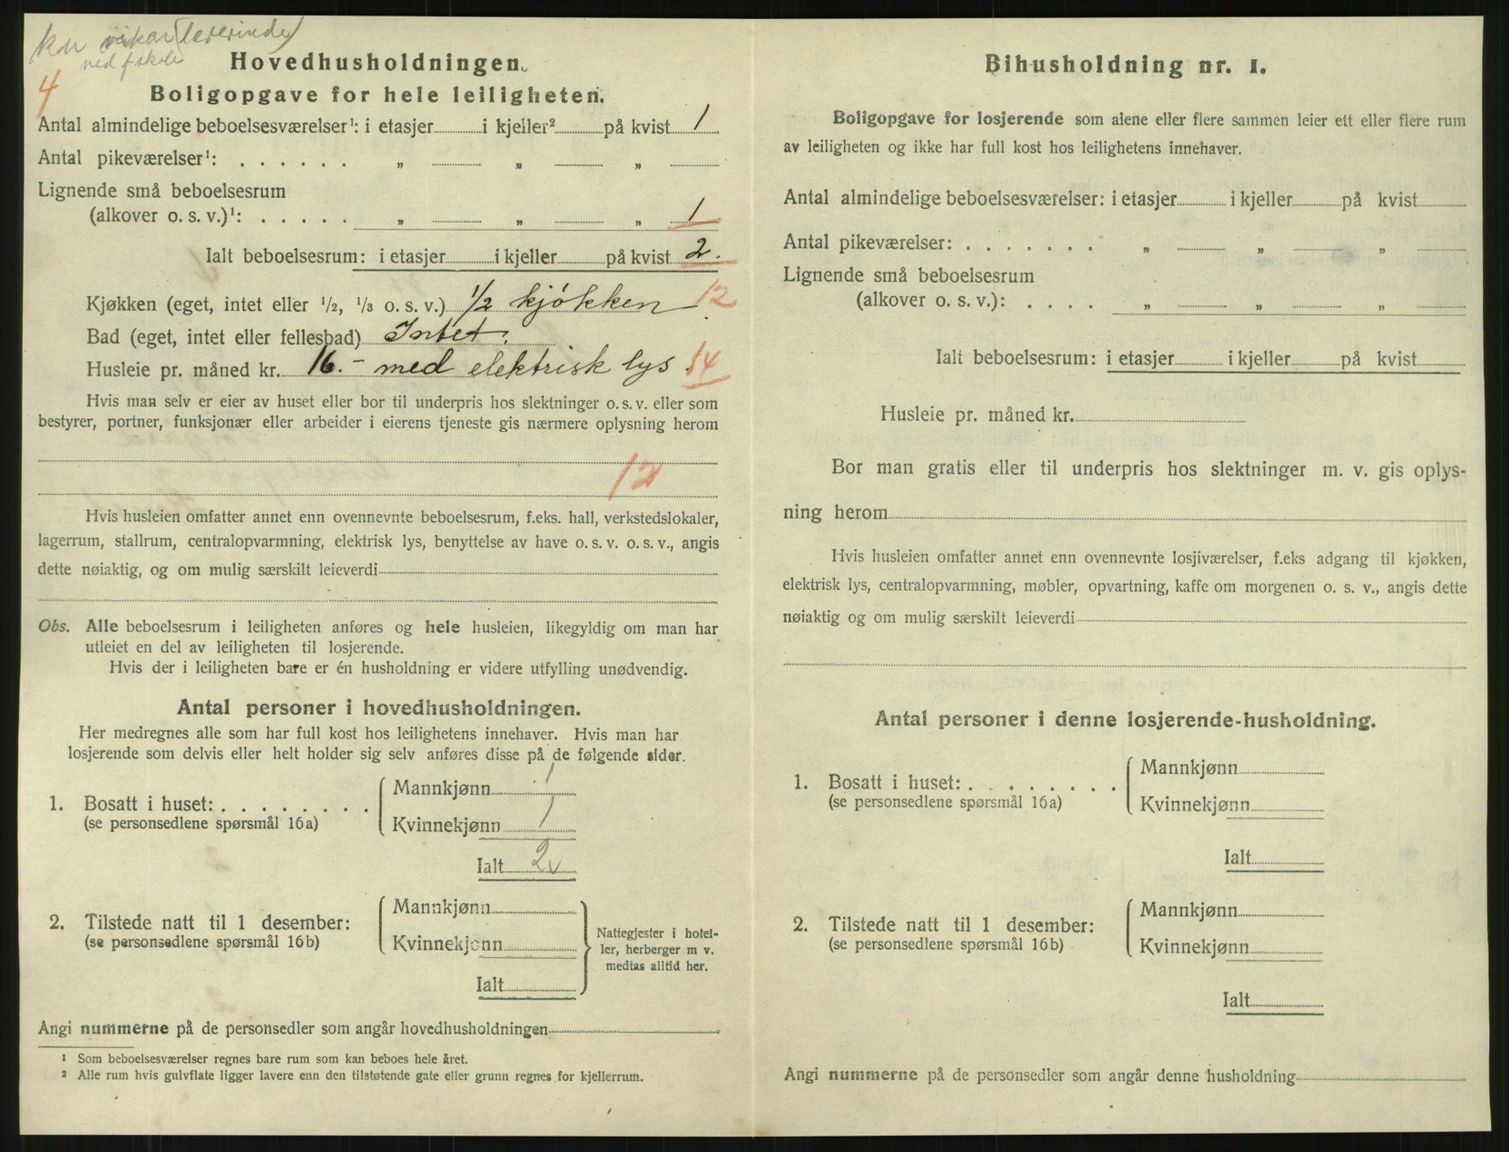 kn vikar (lererinde)
ved f skole
4
Hovedhusholdningen.
Boligopgave for hele leiligheten.
Antal almindelige beboelsesværelser¹: i etasjer i kjeller² på kvist 1
Antal pikeværelser¹: . . . . . . „ „ „
Lignende små beboelsesrum
(alkover o. s. v.)¹: . . . . . „ „ „ 1
Ialt beboelsesrum: i etasjer i kjeller på kvist 2.
Kjøkken (eget, intet eller 1/2, 1/3 o. s. v.) 1/2 kjökken 12
Bad (eget, intet eller fellesbad) Intet.
Husleie pr. måned kr. 16.– med elektrisk lys. 14
Hvis man selv er eier av huset eller bor til underpris hos slektninger o. s. v. eller som
bestyrer, portner, funksjonær eller arbeider i eierens tjeneste gis nærmere oplysning herom
12
Hvis husleien omfatter annet enn ovennevnte beboelsesrum, f.eks. hall, verkstedslokaler,
lagerrum, stallrum, centralopvarmning, elektrisk lys, benyttelse av have o. s. v. o. s. v., angis
dette nøiaktig, og om mulig særskilt leieverdi
Obs. Alle beboelsesrum i leiligheten anføres og hele husleien, likegyldig om man har
utleiet en del av leiligheten til losjerende.
Hvis der i leiligheten bare er én husholdning er videre utfylling unødvendig.
Antal personer i hovedhusholdningen.
Her medregnes alle som har full kost hos leilighetens innehaver. Hvis man har
losjerende som delvis eller helt holder sig selv anføres disse på de følgende sider.
1. Bosatt i huset: . . . . . . . .
(se personsedlene spørsmål 16a)
Mannkjønn 1
Kvinnekjønn 1
Ialt 2
2. Tilstede natt til 1 desember:
(se personsedlene spørsmål 16b)
Mannkjønn
Kvinnekjønn
Ialt
Nattegjester i hotel-
ler, herberger m v.
medtas alltid her.
Angi nummerne på de personsedler som angår hovedhusholdningen
¹ Som beboelsesværelser regnes bare rum som kan beboes hele året.
² Alle rum hvis gulvflate ligger lavere enn den tilstøtende gate eller grunn regnes for kjellerrum.
Bihusholdning nr. 1.
Boligopgave for losjerende som alene eller flere sammen leier ett eller flere rum
av leiligheten og ikke har full kost hos leilighetens innehaver.
Antal almindelige beboelsesværelser: i etasjer i kjeller på kvist
Antal pikeværelser: . . . . . . . „ „ „
Lignende små beboelsesrum
(alkover o. s. v.): . . . . „ „ „
Ialt beboelsesrum: i etasjer i kjeller på kvist
Husleie pr. måned kr.
Bor man gratis eller til underpris hos slektninger m. v. gis oplys-
ning herom
Hvis husleien omfatter annet enn ovennevnte losjiværelser, f.eks adgang til kjøkken,
elektrisk lys, centralopvarmning, møbler, opvartning, kaffe om morgenen o. s. v., angis dette
nøiaktig og om mulig særskilt leieverdi
Antal personer i denne losjerende-husholdning.
1. Bosatt i huset: . . . . . . . .
(se personsedlene spørsmål 16a)
Mannkjønn
Kvinnekjønn
Ialt
2. Tilstede natt til 1 desember:
(se personsedlene spørsmål 16b)
Mannkjønn
Kvinnekjønn
Ialt
Angi nummerne på de personsedler som angår denne husholdning